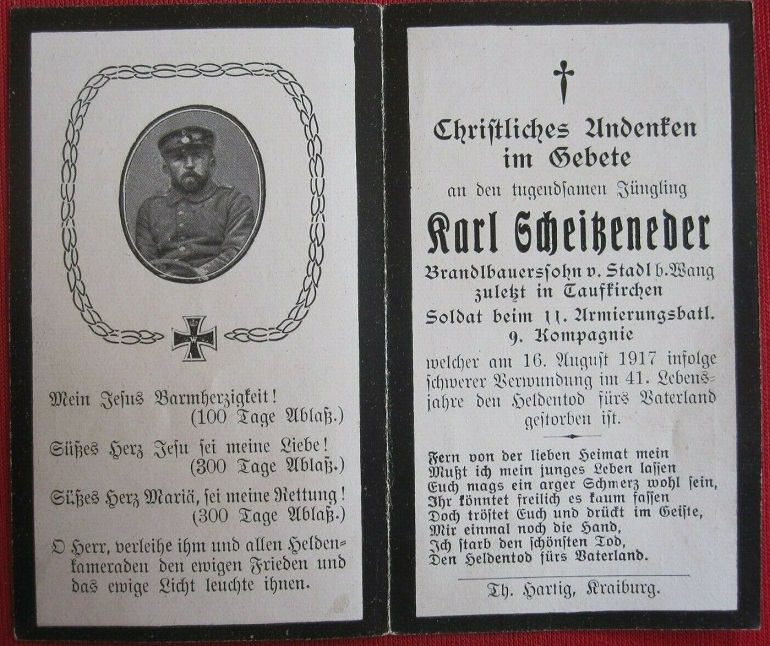 W
Mein Jesus Barmherzigkeit!
(100 Tage Ablaß.)
Süßes Herz Jesu sei meine Liebe!
(300 Tage Ablaß.)
Süßes Herz Mariä, sei meine Rettung!
(300 Tage Ablaß.)
O Herr, verleihe ihm und allen Helden-
kameraden den ewigen Frieden und
das ewige Licht leuchte ihnen.
Christliches Andenken
im Gebete
an den tugendsamen Jüngling
Karl Scheitzeneder
Brandlbauerssohn v. Stadl b. Wang
zuletzt in Taufkirchen
Soldat beim 11. Armierungsbatl.
9. Kompagnie
welcher am 16. August 1917 infolge
schwerer Verwundung im 41. Lebens-
jahre den Heldentod fürs Vaterland
gestorben ist.
Fern von der lieben Heimat mein
Mußt ich mein junges Leben lassen
Euch mags ein arger Schmerz wohl sein,
Ihr könntet freilich es kaum fassen
Doch tröstet Euch und drückt im Geiste,
Mir einmal noch die Hand,
Ich starb den schönsten Tod,
Den Heldentod fürs Vaterland.
Th. Hartig, Kraiburg.